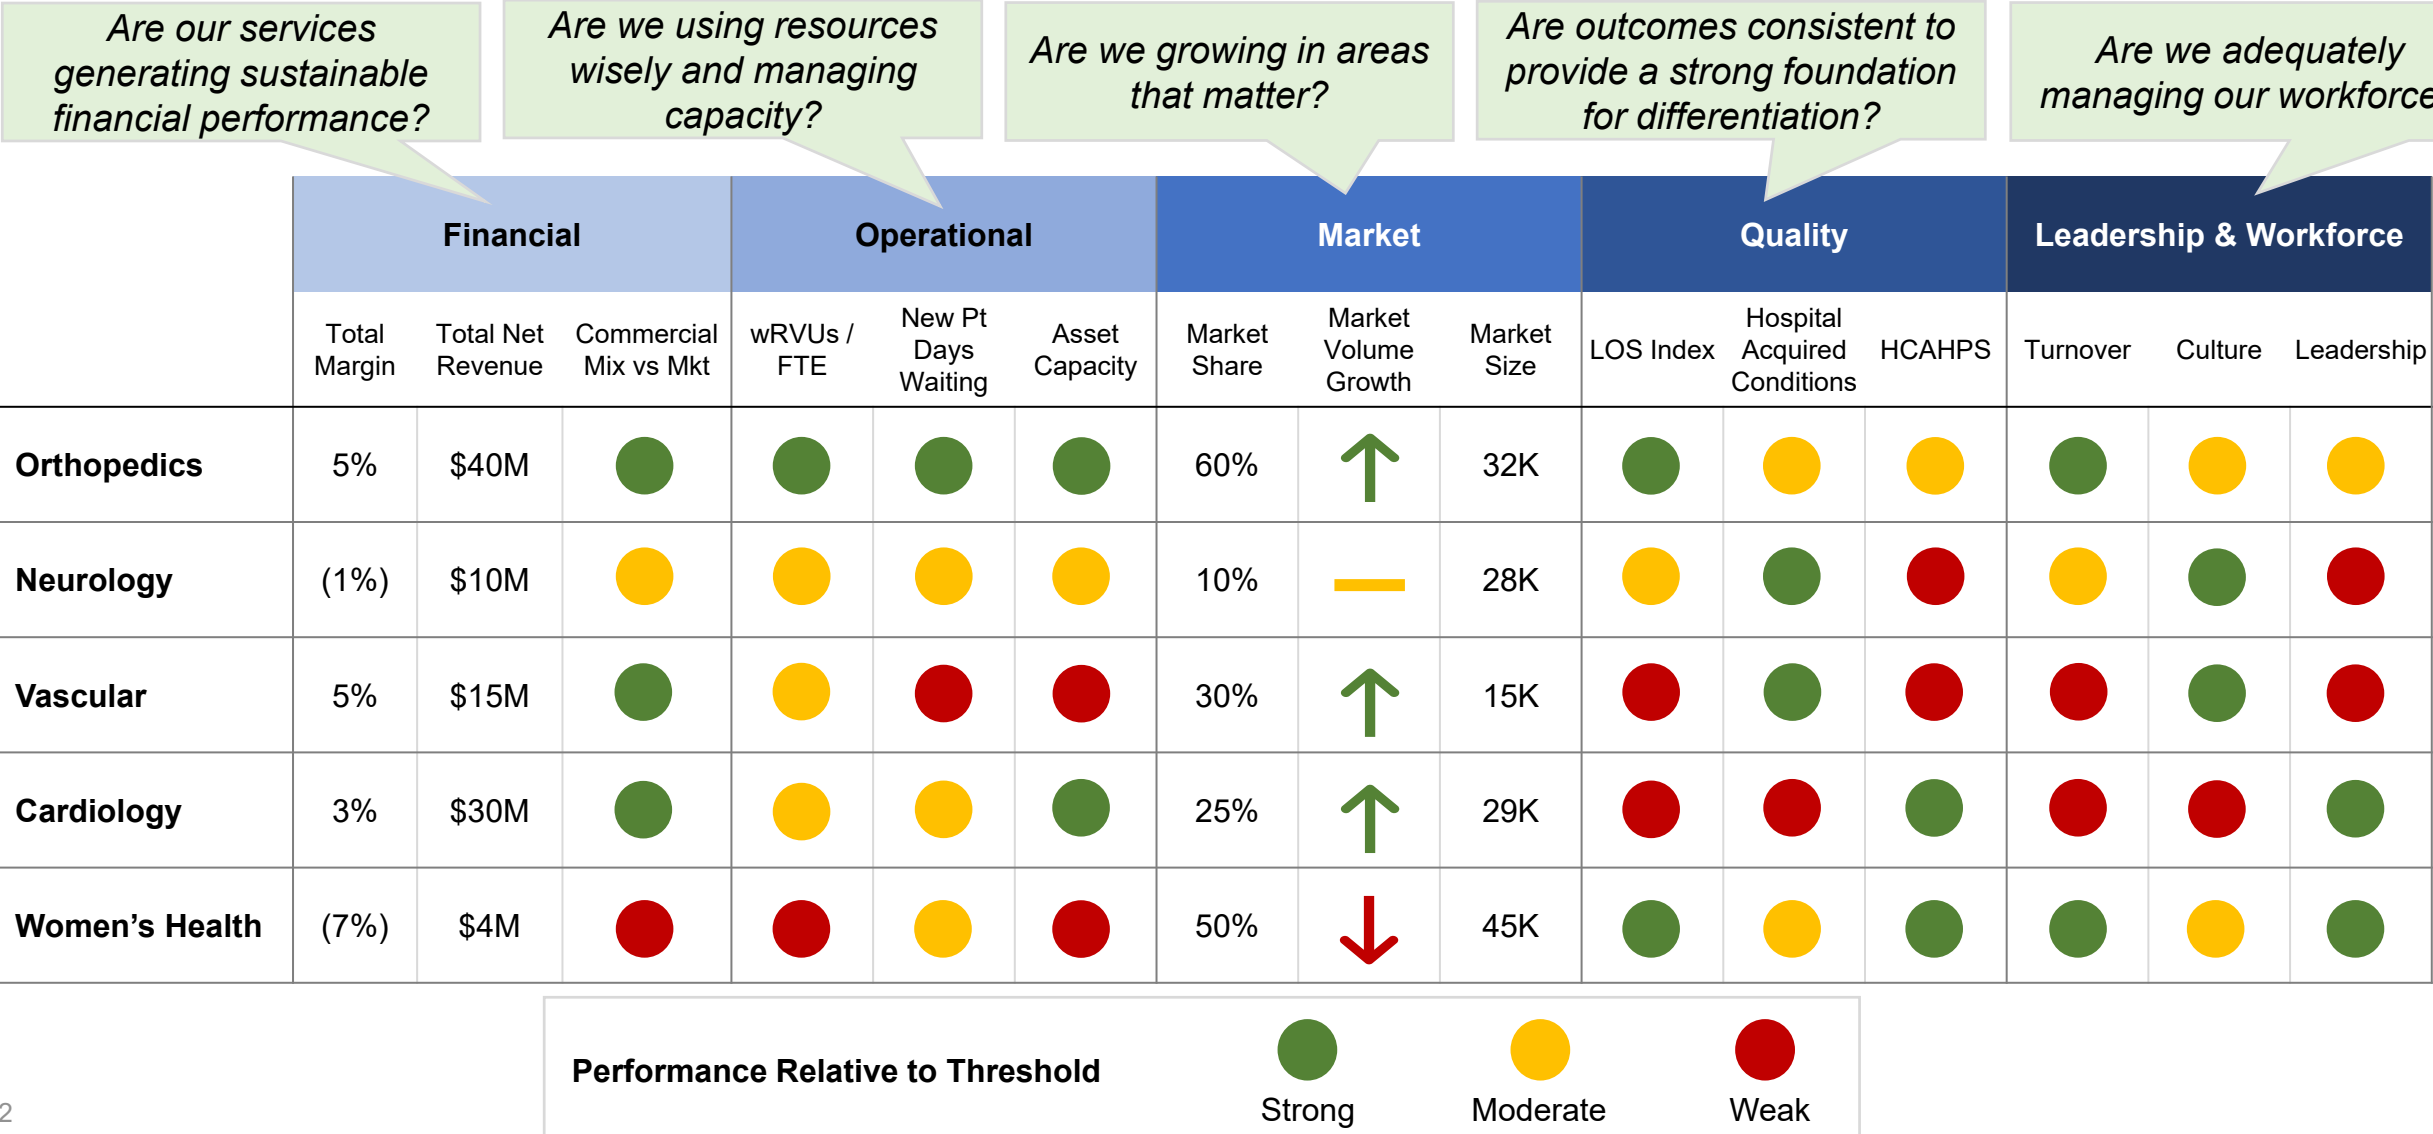 Are our services
generating sustainable
financial performance?
Are we using resources
wisely and managing
capacity?
Are we growing in areas
that matter?
Are outcomes consistent to
provide a strong foundation
for differentiation?
Are we adequately
managing our workforce
Financial Operational Market Quality Leadership & Workforce
Total Margin Total Net Revenue Commercial Mix vs Mkt wRVUs / FTE New Pt Days Waiting Asset Capacity Market Share Market Volume Growth Market Size LOS Index Hospital Acquired Conditions HCAHPS Turnover Culture Leadership
Orthopedics 5% $40M 60% 32K
Neurology (1%) $10M 10% 28K
Vascular 5% $15M 30% 15K
Cardiology 3% $30M 25% 29K
Women’s Health (7%) $4M 50% 45K
Performance Relative to Threshold
Strong Moderate Weak
2